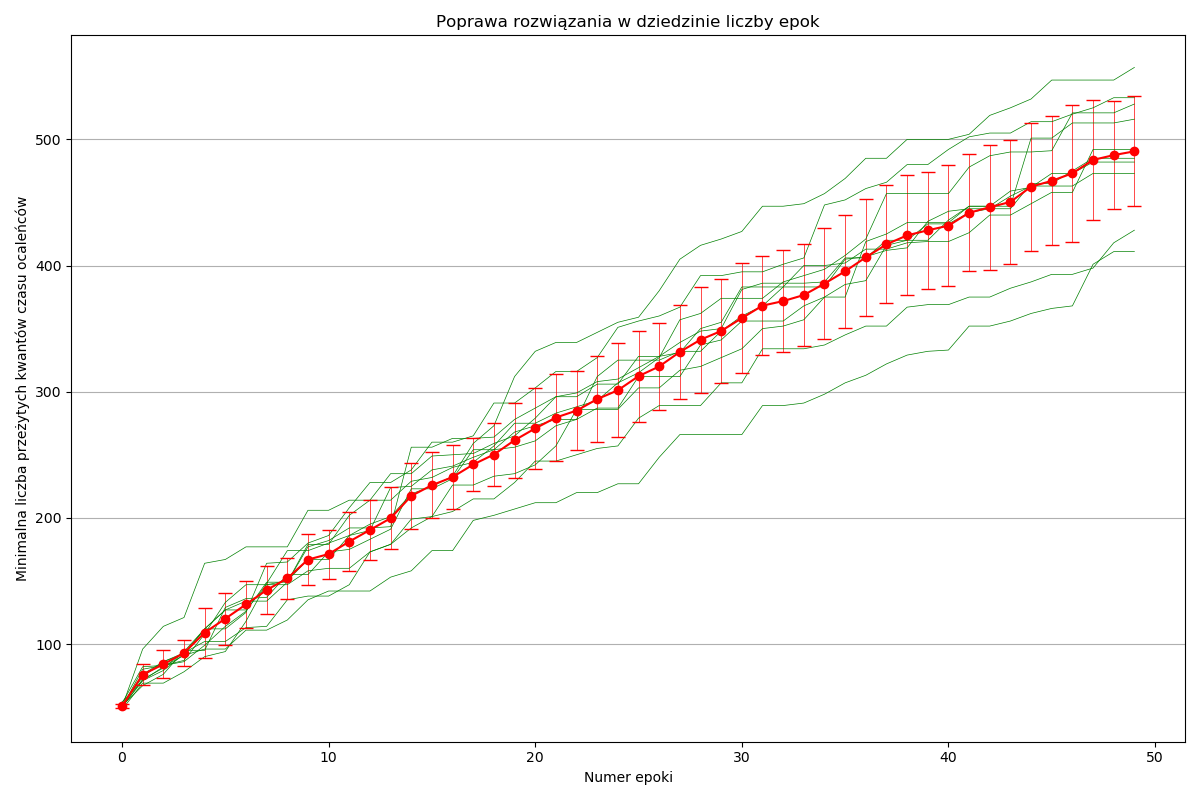 Poprawa rozwiązania w dziedzinie liczby epok
Minimalna liczba przeżytych kwantów czasu ocaleńców
500
400
300
200
100
0 10 20 30 40 50
Numer epoki